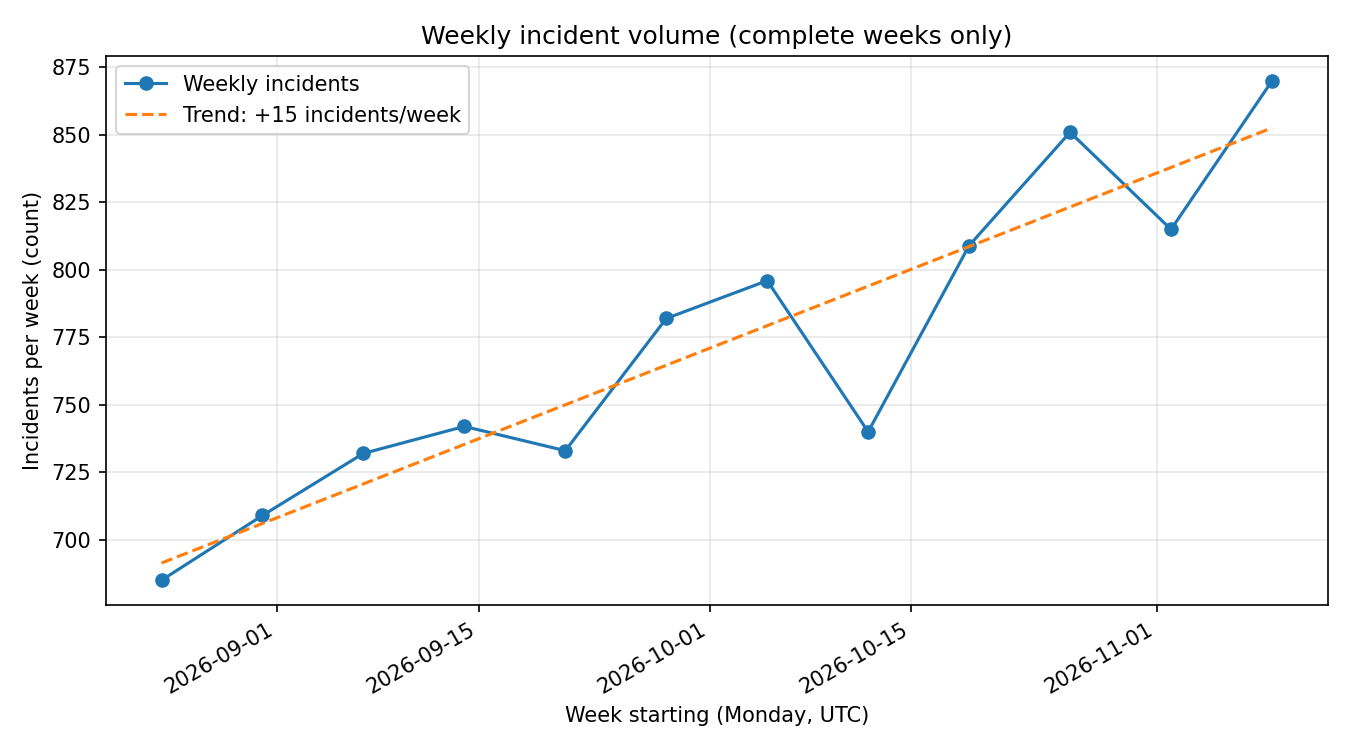 Weekly incident volume (complete weeks only)
Weekly incidents
Trend: +15 incidents/week
Incidents per week (count)
875
850
825
800
775
750
725
700
2026-09-01
2026-09-15
2026-10-01
2026-10-15
2026-11-01
Week starting (Monday, UTC)